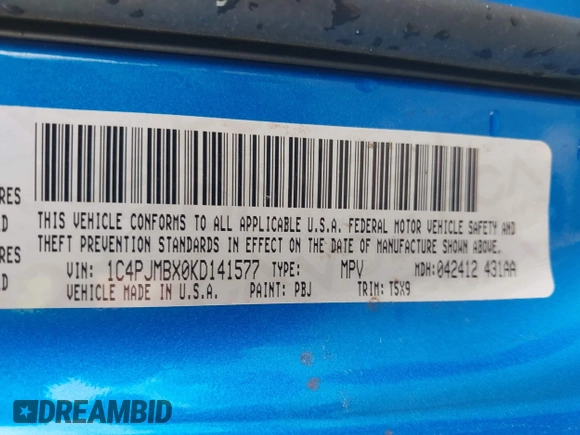 RES
THIS VEHICLE CONFORMS TO ALL APPLICABLE U.S.A. FEDERAL MOTOR VEHICLE SAFETY AND
D
THEFT PREVENTION STANDARDS IN EFFECT ON THE DATE OF MANUFACTURE SHOWN ABOVE.
RES
VIN: 1C4PJMBX0KD141577 TYPE: MPV MDH: 042412 431AA
D
VEHICLE MADE IN U.S.A. PAINT: PBJ TRIM: T5X9
DREAMBID